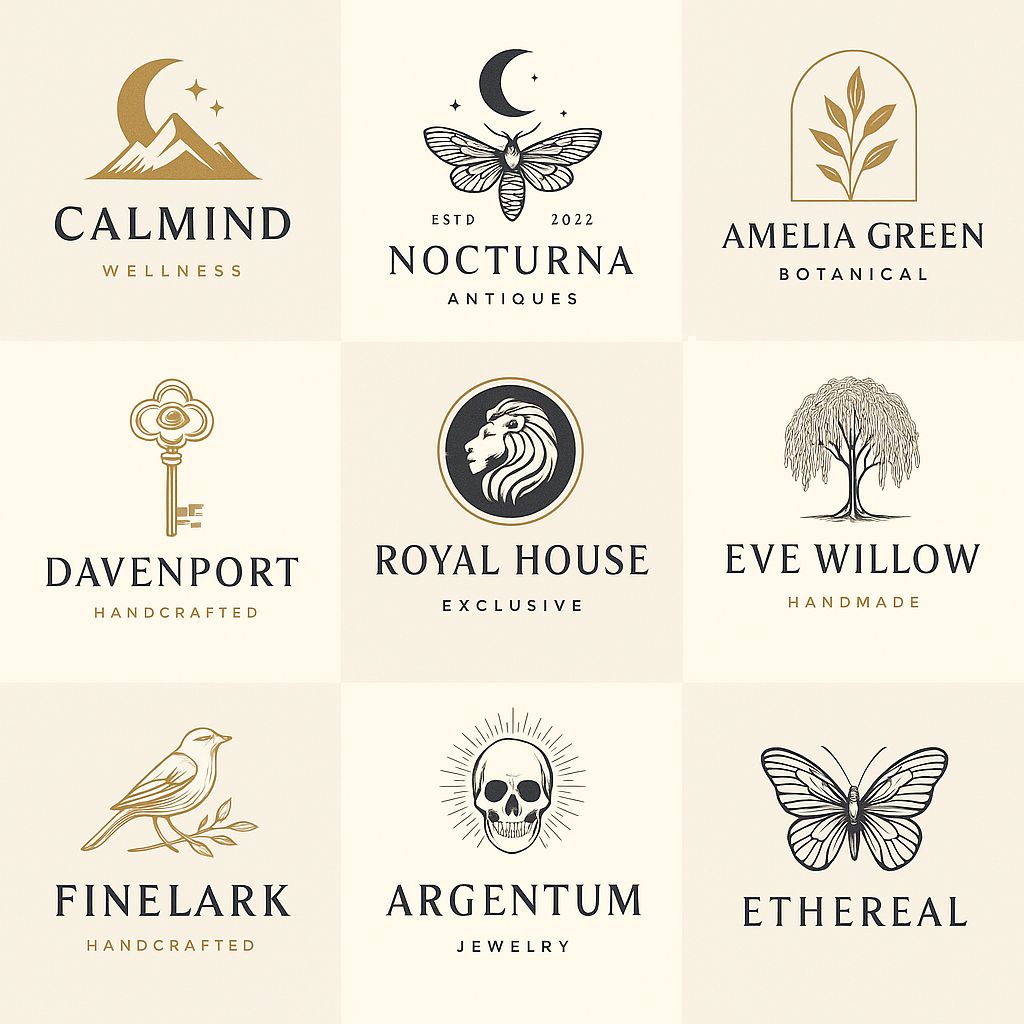 CALMIND
WELLNESS
ESTD 2022
NOCTURNA
ANTIQUES
AMELIA GREEN
BOTANICAL
DAVENPORT
HANDCRAFTED
ROYAL HOUSE
EXCLUSIVE
EVE WILLOW
HANDMADE
FINELARK
HANDCRAFTED
ARGENTUM
JEWELRY
ETHEREAL